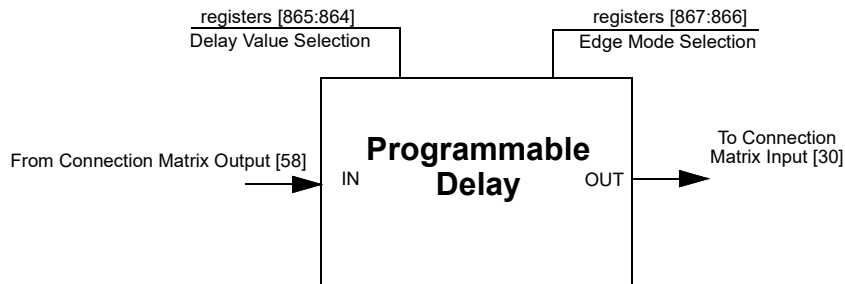 registers [865:864]
Delay Value Selection
registers [867:866]
Edge Mode Selection
From Connection Matrix Output [58]
IN
Programmable
Delay
OUT
To Connection
Matrix Input [30]